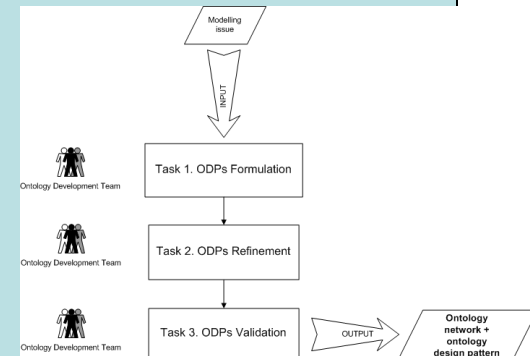 Modelling
issue
INPUT
Task 1. ODPs Formulation
Ontology Development Team
Task 2. ODPs Refinement
Ontology Development Team
Task 3. ODPs Validation
OUTPUT
Ontology
network +
ontology
design pattern
Ontology Development Team